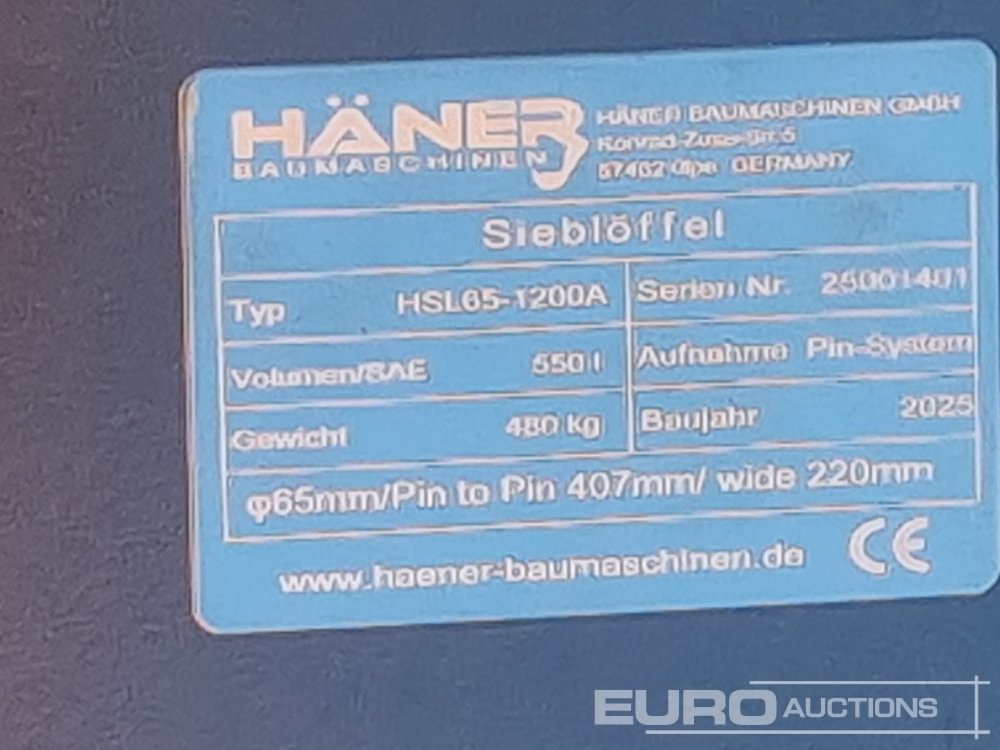 HÄNER
BAUMASCHINEN
HÄNER BAUMASCHINEN GMBH
Konrad-Zuse-Str. 5
57462 Olpe GERMANY
Sieblöffel
Typ HSL65-1200A
Serien Nr. 25001401
Volumen/SAE 550 l
Aufnahme Pin-System
Gewicht 480 kg
Baujahr 2025
φ65mm/Pin to Pin 407mm/ wide 220mm
www.haener-baumaschinen.de
CE
EURO AUCTIONS